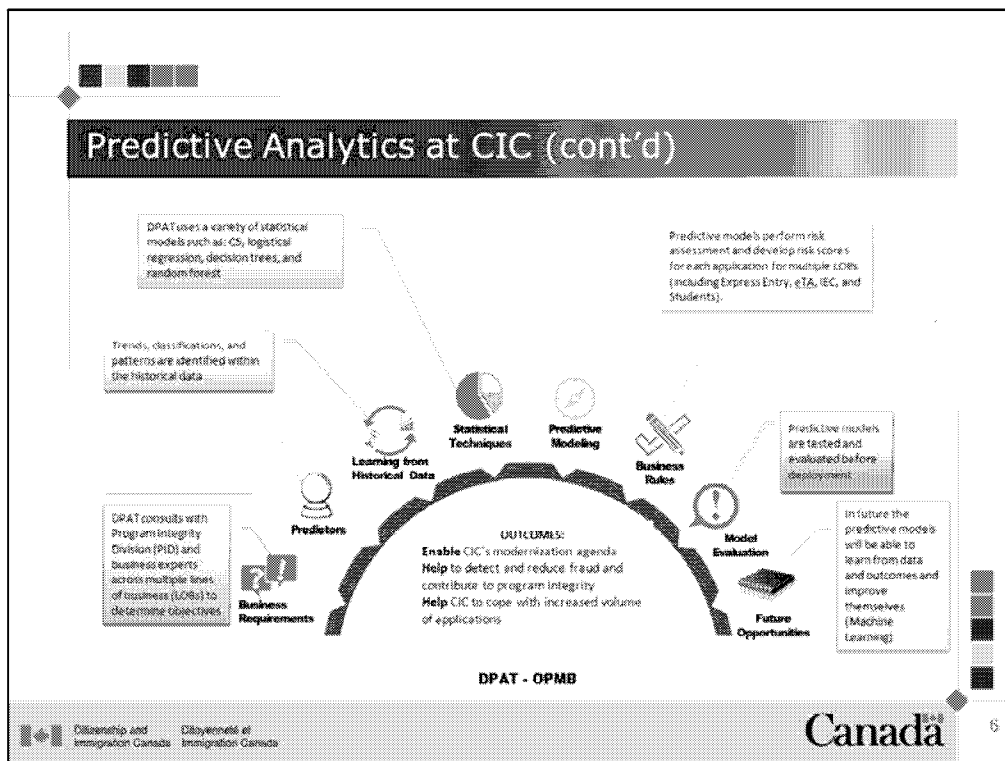 Predictive Analytics at CIC (cont'd)
DPAT uses a variety of statistical
models such as: C5, logistical
regression, decision trees, and
random forest
Predictive models perform risk
assessment and develop risk scores
for each application for multiple LOBs
(including Express Entry, eTA, IEC, and
Students).
Trends, classifications, and
patterns are identified within
the historical data
Statistical
Techniques
Predictive
Modeling
Learning from
Historical Data
Business
Rules
Predictive models
are tested and
evaluated before
deployment
Predictors
DPAT consults with
Program Integrity
Division (PID) and
business experts
across multiple lines
of business (LOBs) to
determine objectives
Business
Requirements
OUTCOMES:
Enable CIC's modernization agenda
Help to detect and reduce fraud and
contribute to program integrity
Help CIC to cope with increased volume
of applications
Model
Evaluation
Future
Opportunities
In future the
predictive models
will be able to
learn from data
and outcomes and
improve
themselves
(Machine
Learning)
DPAT - OPMB
Citizenship and
Immigration Canada
Citoyenneté et
Immigration Canada
Canada
6